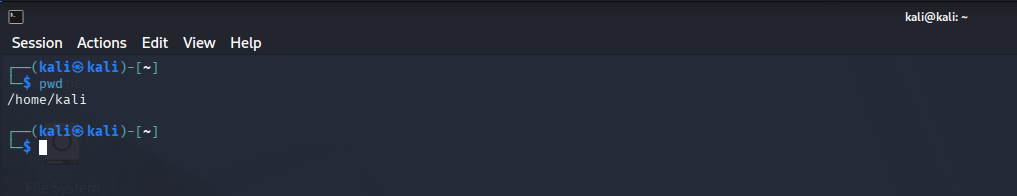 kali@kali: ~
Session Actions Edit View Help
┌──(kali㉿kali)-[~]
└─$ pwd
/home/kali
┌──(kali㉿kali)-[~]
└─$
File System